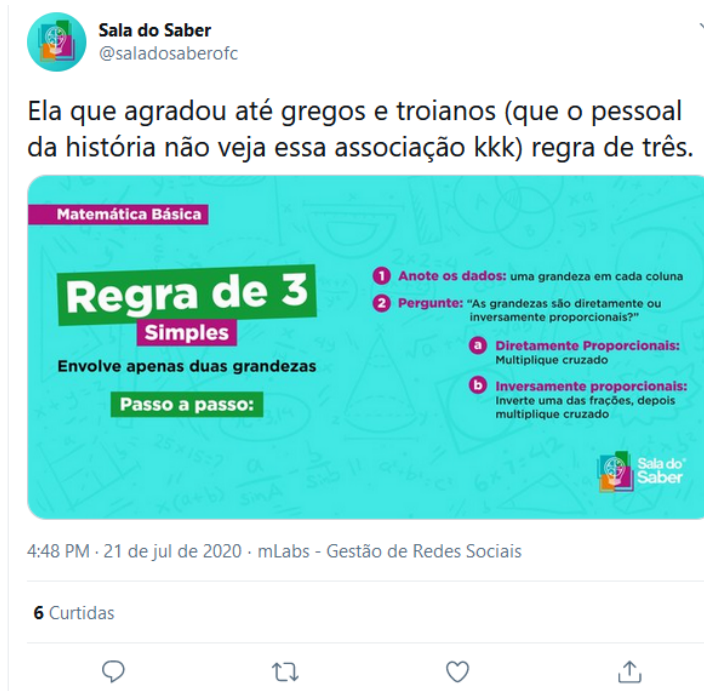 Sala do Saber
@saladosaberofc
Ela que agradou até gregos e troianos (que o pessoal
da história não veja essa associação kkk) regra de três.
Matemática Básica
Regra de 3
Simples
Envolve apenas duas grandezas
Passo a passo:
1 Anote os dados: uma grandeza em cada coluna
2 Pergunte: “As grandezas são diretamente ou
inversamente proporcionais?”
a Diretamente Proporcionais:
Multiplique cruzado
b Inversamente proporcionais:
Inverte uma das frações, depois
multiplique cruzado
Sala do
Saber
4:48 PM · 21 de jul de 2020 · mLabs - Gestão de Redes Sociais
6 Curtidas